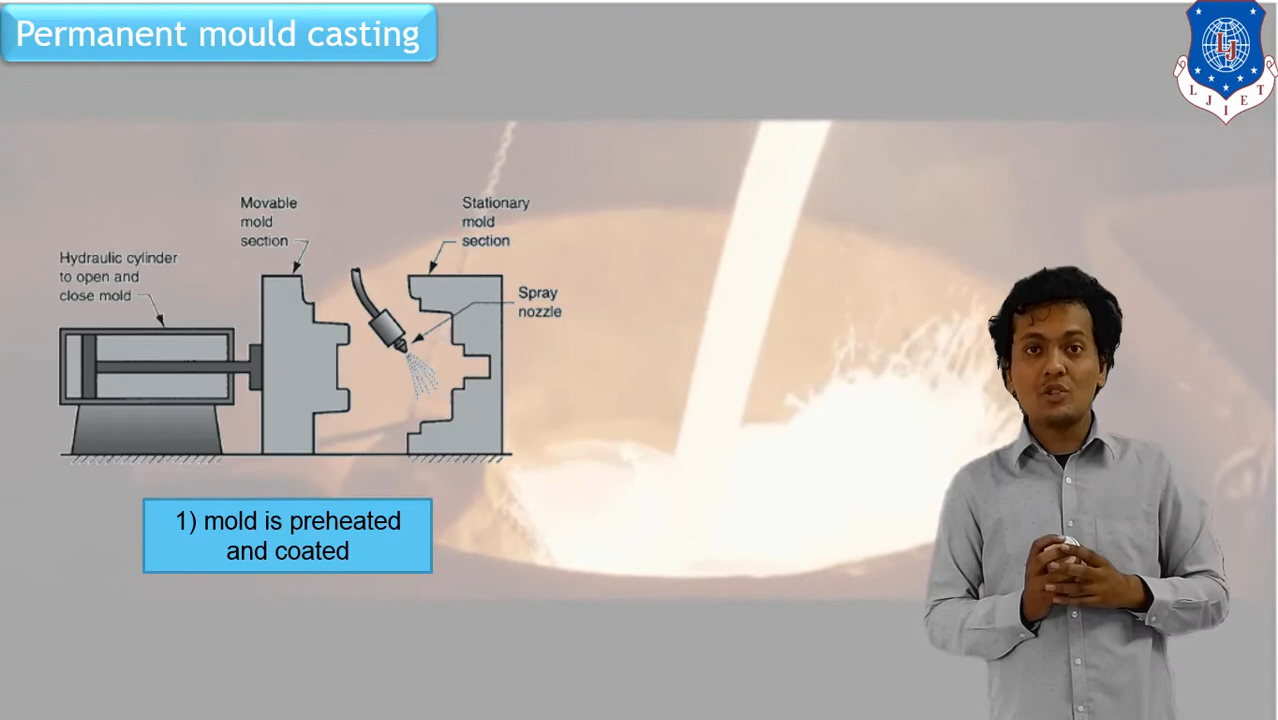 Permanent mould casting
L J I E T
LJ
Movable
mold
section
Stationary
mold
section
Hydraulic cylinder
to open and
close mold
Spray
nozzle
1) mold is preheated
and coated